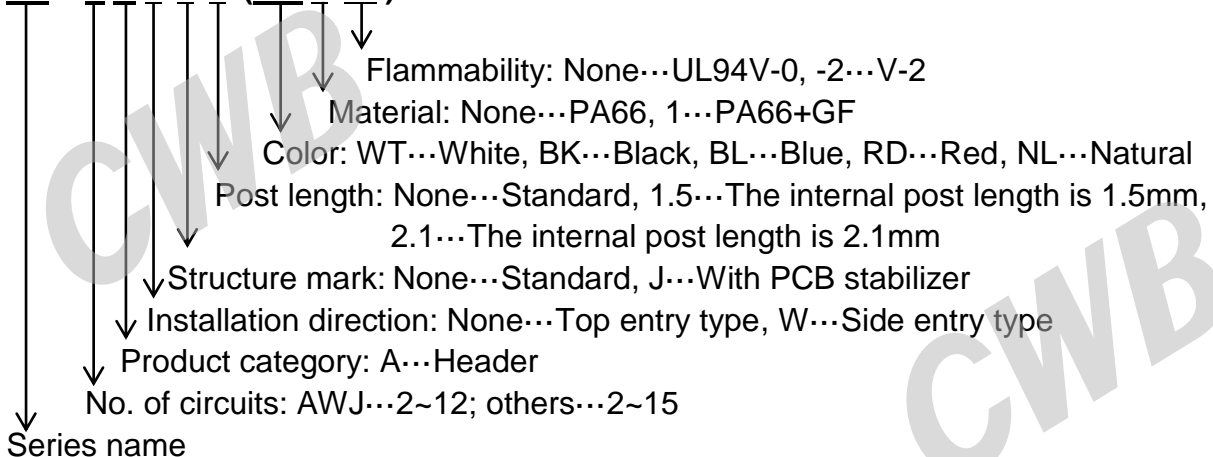 Flammability: None···UL94V-0, -2···V-2
Material: None···PA66, 1···PA66+GF
Color: WT···White, BK···Black, BL···Blue, RD···Red, NL···Natural
Post length: None···Standard, 1.5···The internal post length is 1.5mm,
2.1···The internal post length is 2.1mm
Structure mark: None···Standard, J···With PCB stabilizer
Installation direction: None···Top entry type, W···Side entry type
Product category: A···Header
No. of circuits: AWJ···2~12; others···2~15
Series name
CWB
CWB